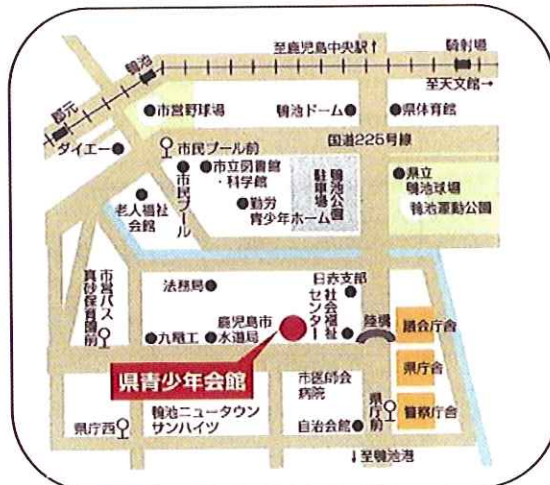 至鹿児島中央駅↑
騎射場
至天文館→
鴨池
郡元
市営野球場
鴨池ドーム
県体育館
国道225号線
ダイエー
市民プール前
市民プール
市立図書館
・科学館
勤労
青少年ホーム
鴨池公園
駐車場
県立
鴨池球場
鴨池運動公園
老人福祉
会館
市営バス
真砂保育園前
法務局
日赤支部
社会福祉
センター
鹿児島市
水道局
九電工
陸橋
議会庁舎
県庁舎
警察庁舎
県青少年会館
市医師会
病院
県庁前
県庁西
鴨池ニュータウン
サンハイツ
自治会館
↓至鴨池港